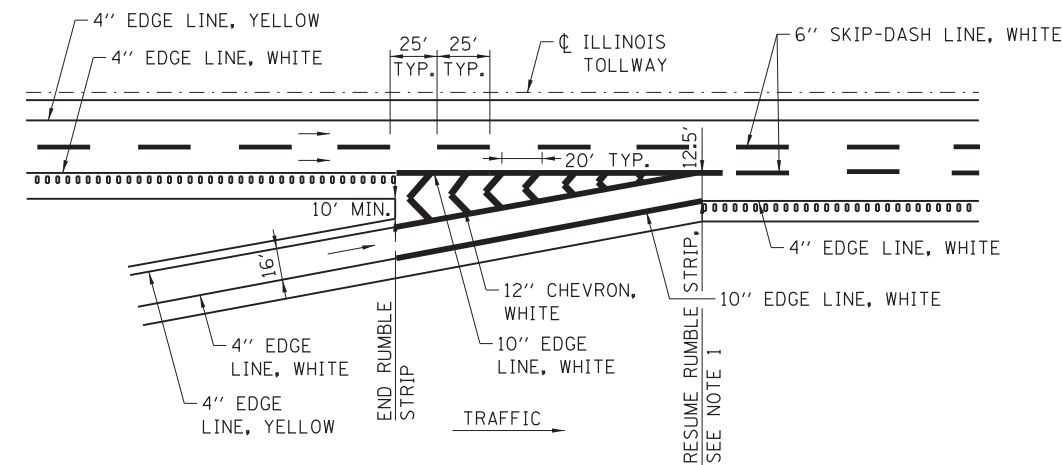 4'' EDGE LINE, YELLOW
4'' EDGE LINE, WHITE
25'
TYP.
25'
TYP.
℄ ILLINOIS
TOLLWAY
6'' SKIP-DASH LINE, WHITE
20' TYP.
12.5'
10' MIN.
16'
4'' EDGE LINE, WHITE
12'' CHEVRON,
WHITE
10'' EDGE LINE, WHITE
10'' EDGE
LINE, WHITE
4'' EDGE
LINE, WHITE
4'' EDGE
LINE, YELLOW
END RUMBLE
STRIP
TRAFFIC
RESUME RUMBLE STRIP,
SEE NOTE 1